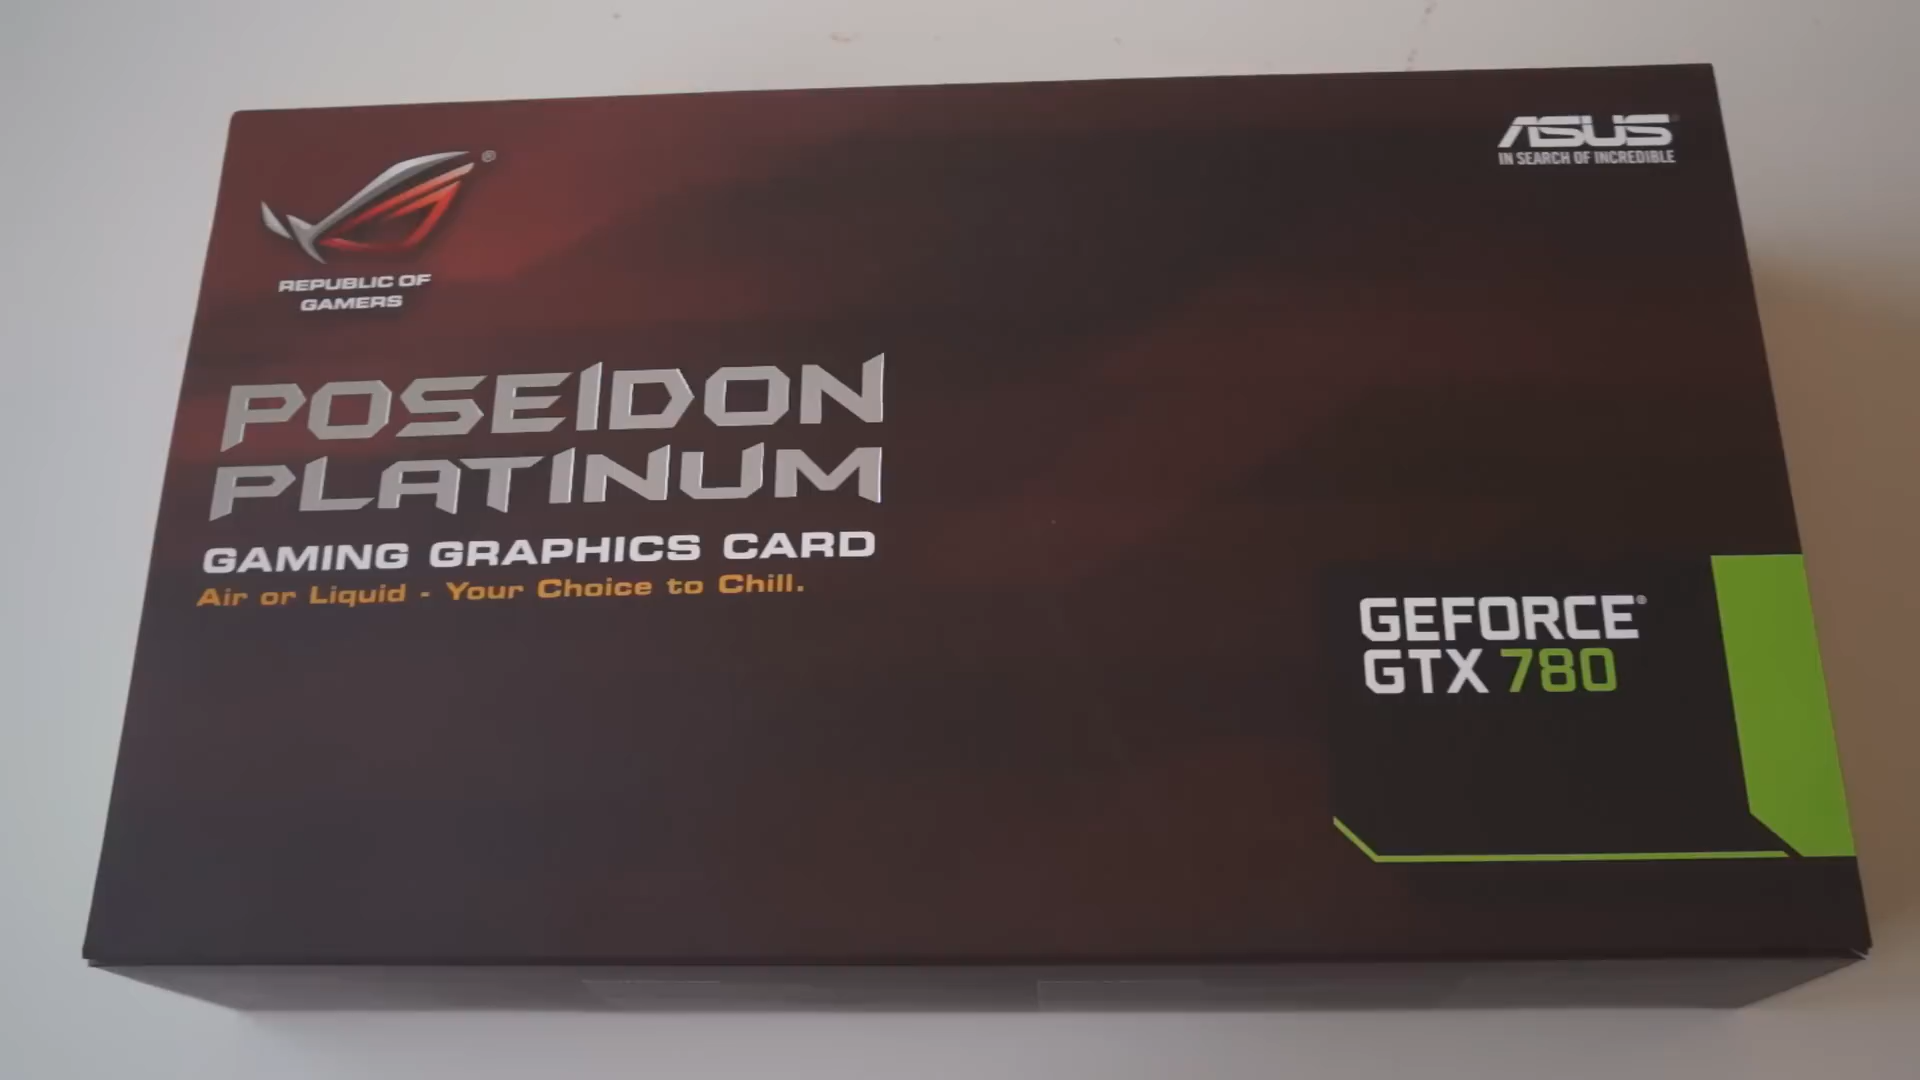 ASUS
IN SEARCH OF INCREDIBLE
REPUBLIC OF
GAMERS
POSEIDON
PLATINUM
GAMING GRAPHICS CARD
Air or Liquid - Your Choice to Chill.
GEFORCE®
GTX 780